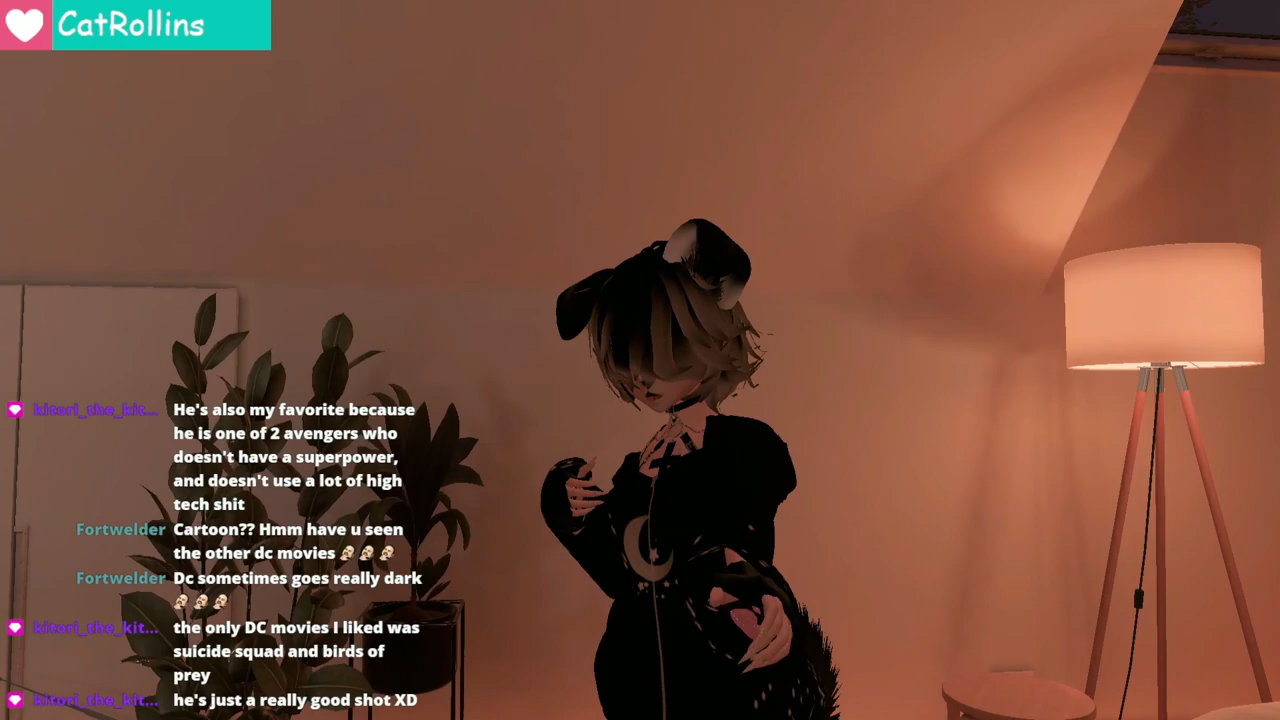 CatRollins
kitori_the_kit... He's also my favorite because
he is one of 2 avengers who
doesn't have a superpower,
and doesn't use a lot of high
tech shit
Fortwelder Cartoon?? Hmm have u seen
the other dc movies
Fortwelder Dc sometimes goes really dark
kitori_the_kit... the only DC movies I liked was
suicide squad and birds of
prey
kitori_the_kit... he's just a really good shot XD